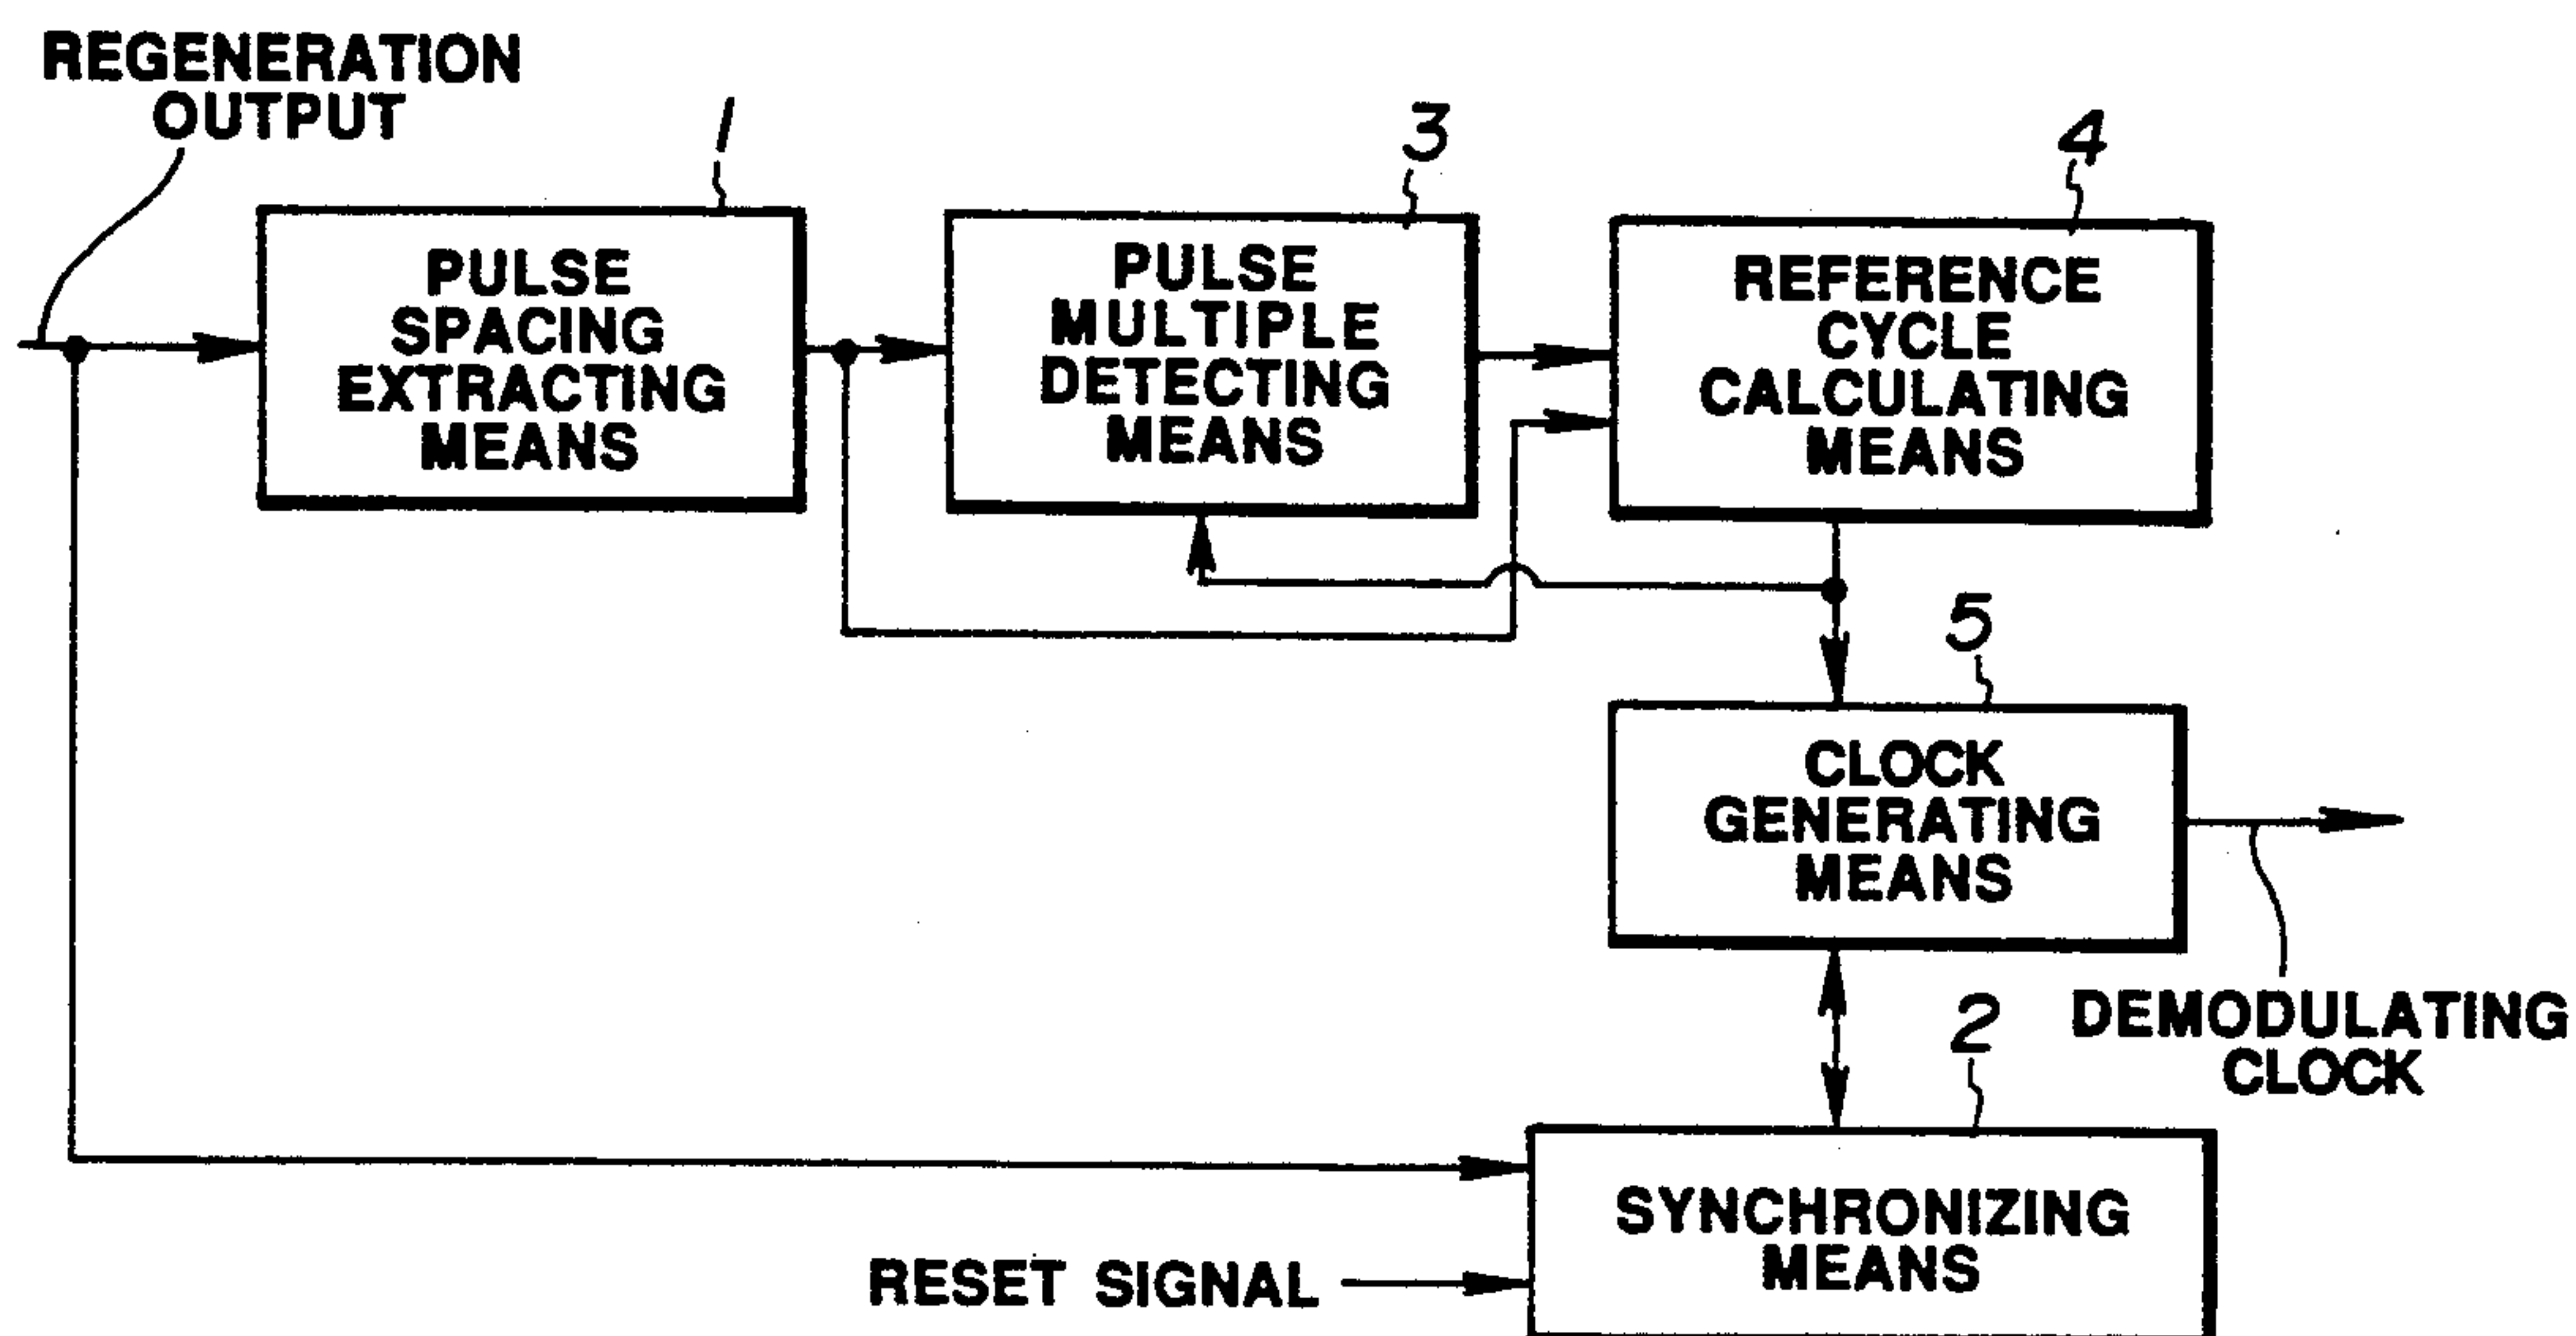 REGENERATION
OUTPUT
1
3
4
PULSE
SPACING
EXTRACTING
MEANS
PULSE
MULTIPLE
DETECTING
MEANS
REFERENCE
CYCLE
CALCULATING
MEANS
5
CLOCK
GENERATING
MEANS
DEMODULATING
CLOCK
2
SYNCHRONIZING
MEANS
RESET SIGNAL